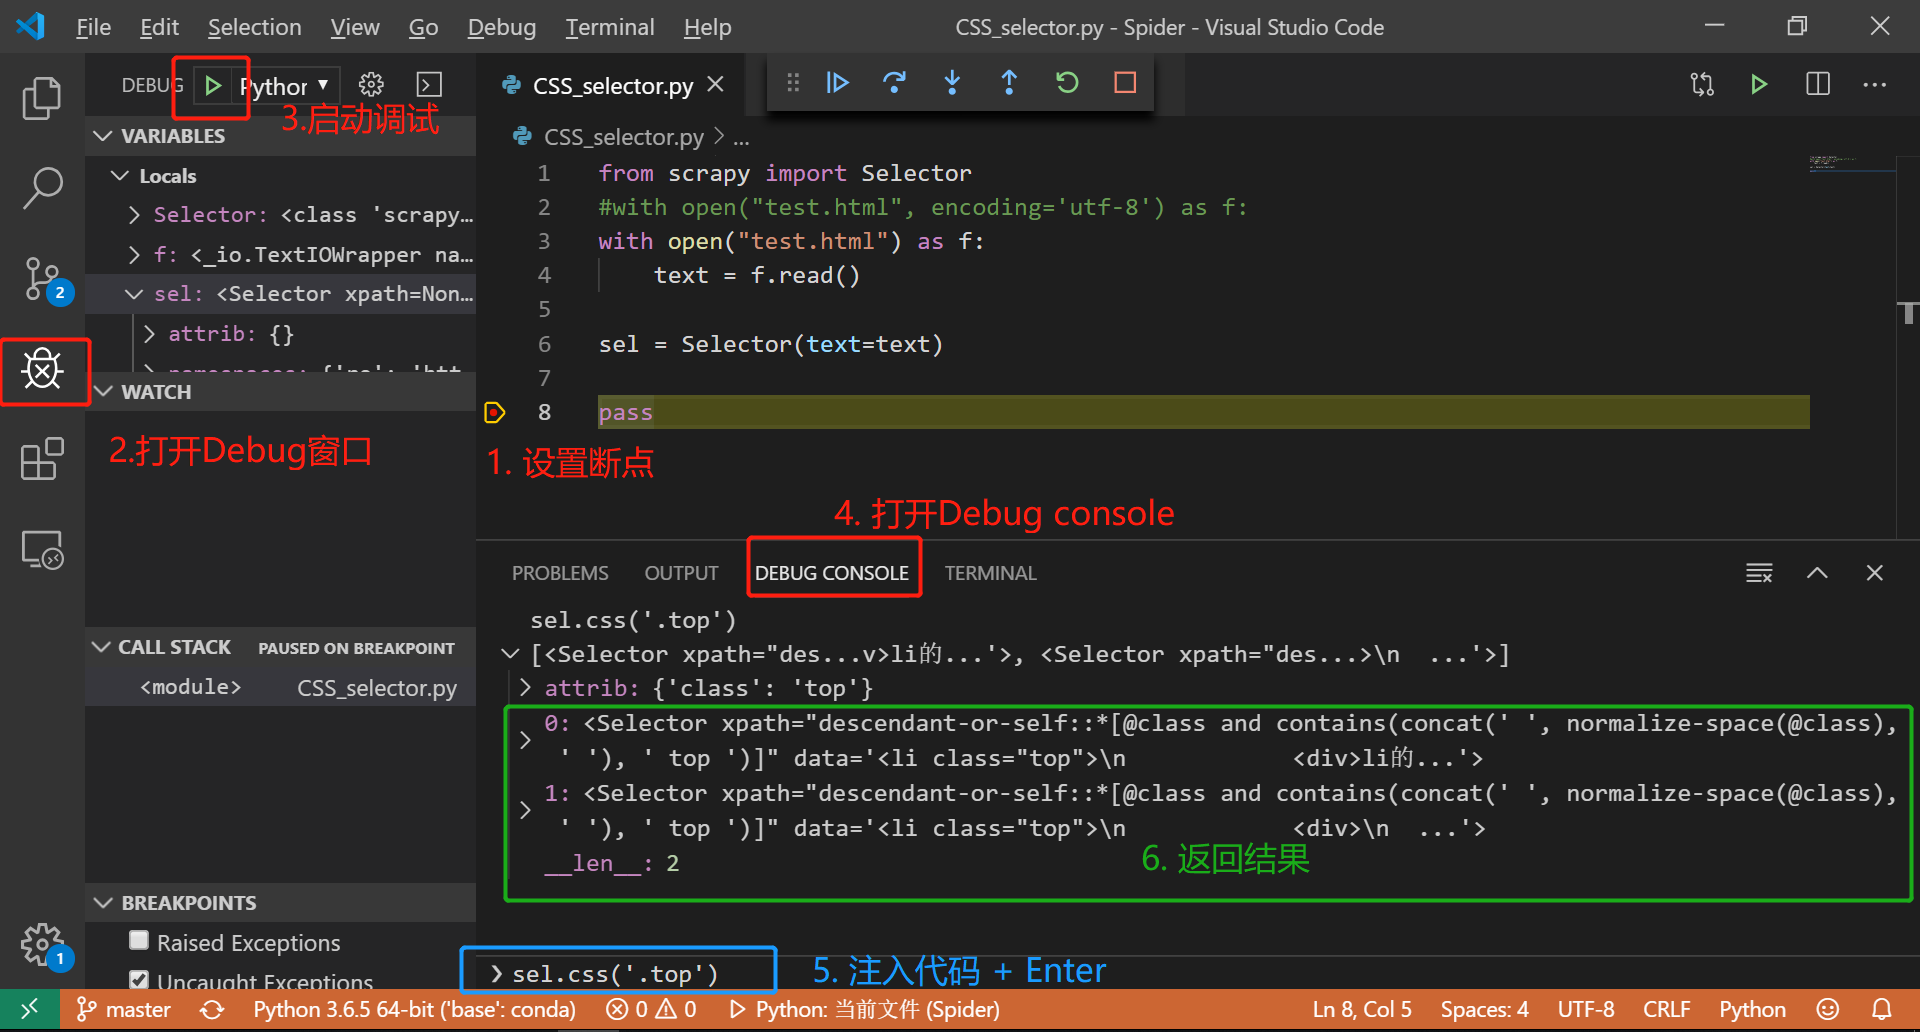 File Edit Selection View Go Debug Terminal Help
CSS_selector.py - Spider - Visual Studio Code
DEBUG Python
3.启动调试
CSS_selector.py
VARIABLES
Locals
Selector: <class 'scrapy...
f: <_io.TextIOWrapper na...
sel: <Selector xpath=Non...
attrib: {}
namespaces: {'re': 'htt
WATCH
2.打开Debug窗口
CALL STACK PAUSED ON BREAKPOINT
<module> CSS_selector.py
BREAKPOINTS
Raised Exceptions
Uncaught Exceptions
2
1
CSS_selector.py > ...
1 from scrapy import Selector
2 #with open("test.html", encoding='utf-8') as f:
3 with open("test.html") as f:
4     text = f.read()
5
6 sel = Selector(text=text)
7
8 pass
1. 设置断点
4. 打开Debug console
PROBLEMS OUTPUT DEBUG CONSOLE TERMINAL
sel.css('.top')
[<Selector xpath="des...v>li的...'>, <Selector xpath="des...>\n  ...'>]
attrib: {'class': 'top'}
0: <Selector xpath="descendant-or-self::*[@class and contains(concat(' ', normalize-space(@class),
' '), ' top ')]" data='<li class="top">\n            <div>li的...'>
1: <Selector xpath="descendant-or-self::*[@class and contains(concat(' ', normalize-space(@class),
' '), ' top ')]" data='<li class="top">\n            <div>\n  ...'>
__len__: 2
6. 返回结果
sel.css('.top')
5. 注入代码 + Enter
master Python 3.6.5 64-bit ('base': conda) 0 0 Python: 当前文件 (Spider) Ln 8, Col 5 Spaces: 4 UTF-8 CRLF Python